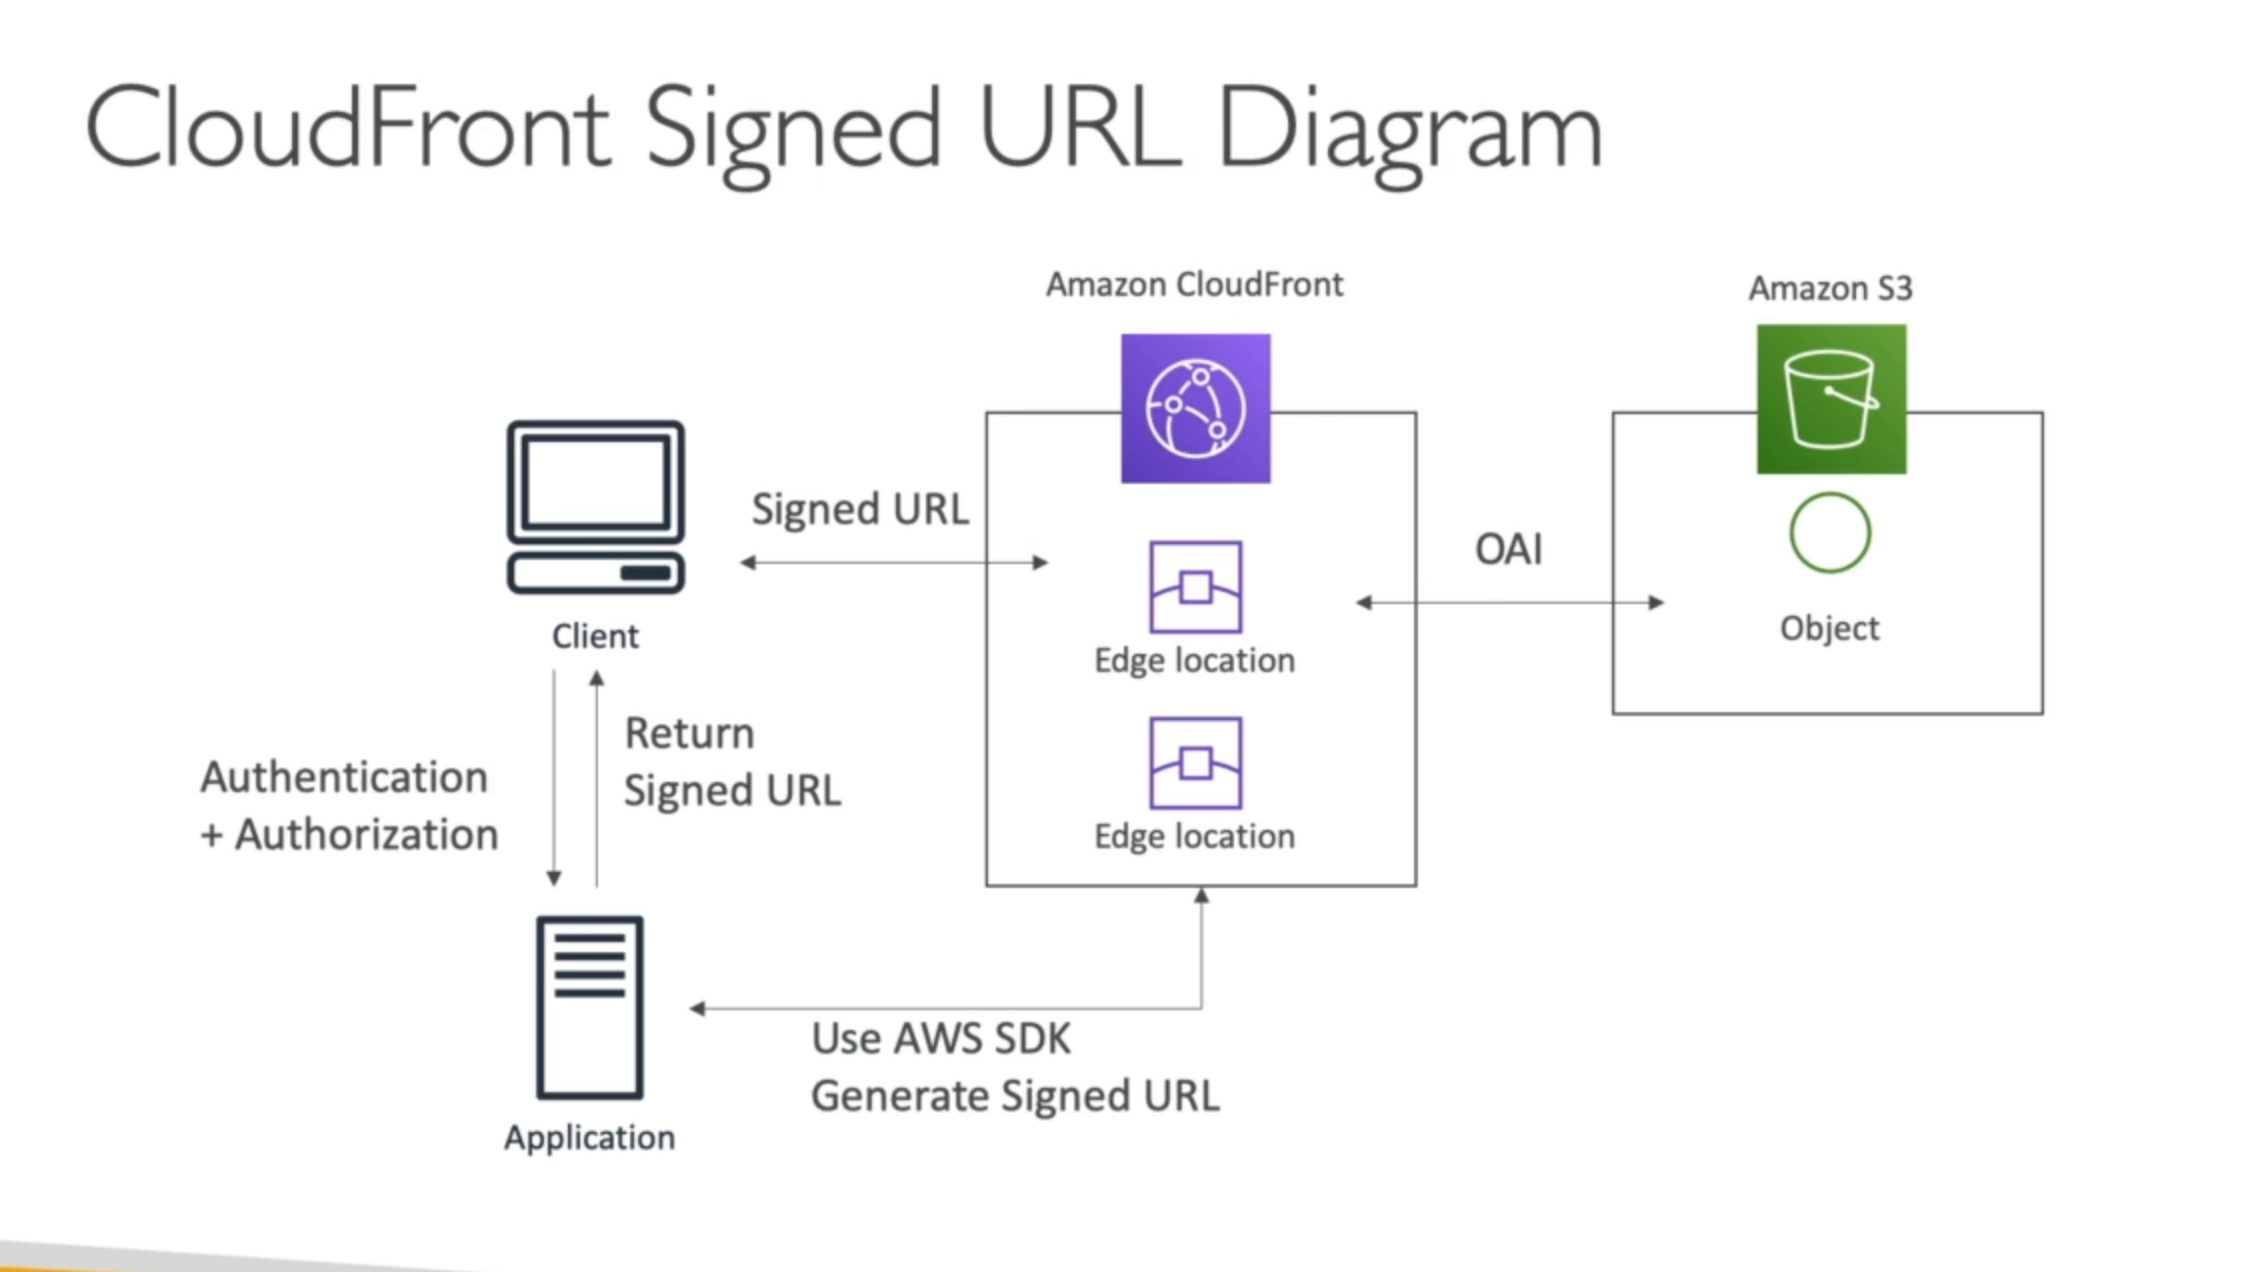 CloudFront Signed URL Diagram
Amazon CloudFront
Amazon S3
Signed URL
OAI
Client
Edge location
Object
Return
Signed URL
Authentication
+ Authorization
Edge location
Use AWS SDK
Generate Signed URL
Application